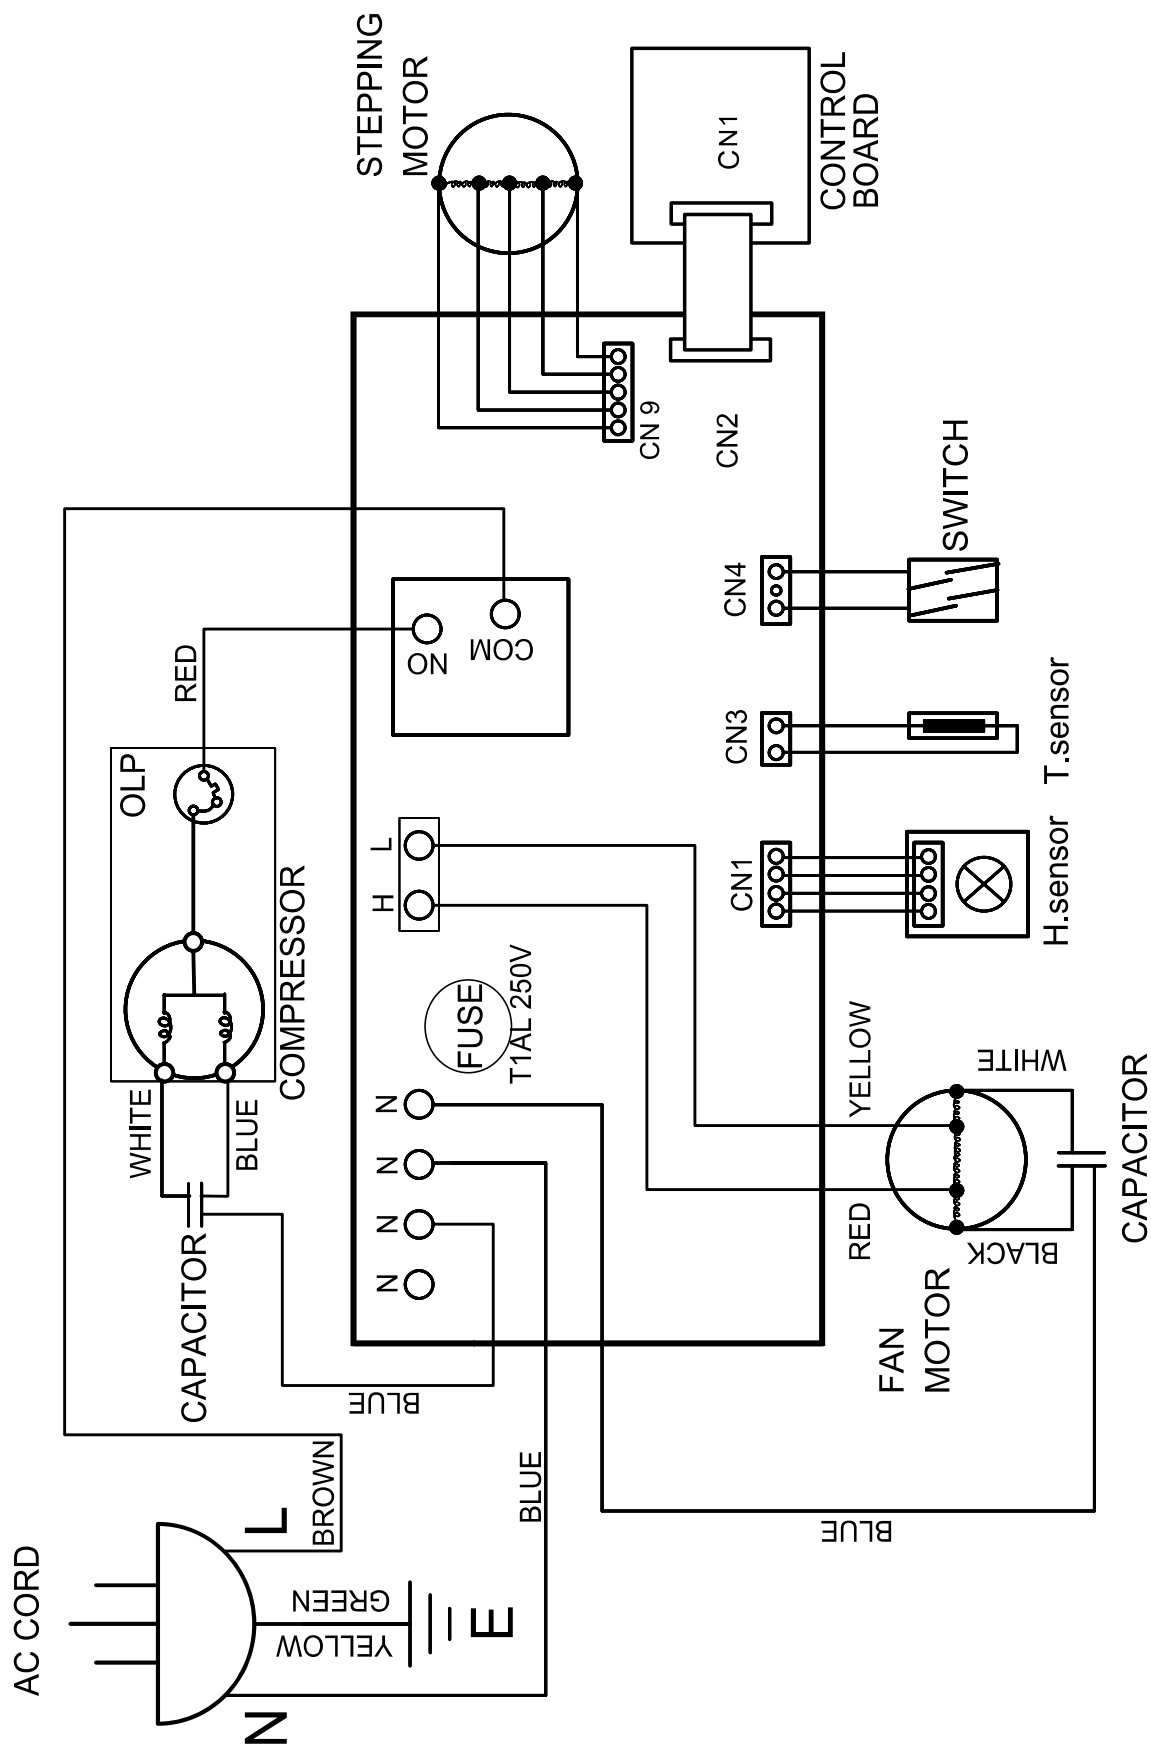 AC CORD
N
L
E
YELLOW
GREEN
BROWN
BLUE
BLUE
CAPACITOR
WHITE
BLUE
COMPRESSOR
OLP
RED
N
N
N
N
FUSE
T1AL 250V
H
L
NO
COM
STEPPING
MOTOR
CN 9
CN2
CN1
CONTROL
BOARD
CN4
SWITCH
CN3
T.sensor
CN1
H.sensor
YELLOW
RED
WHITE
BLACK
FAN
MOTOR
CAPACITOR
BLUE